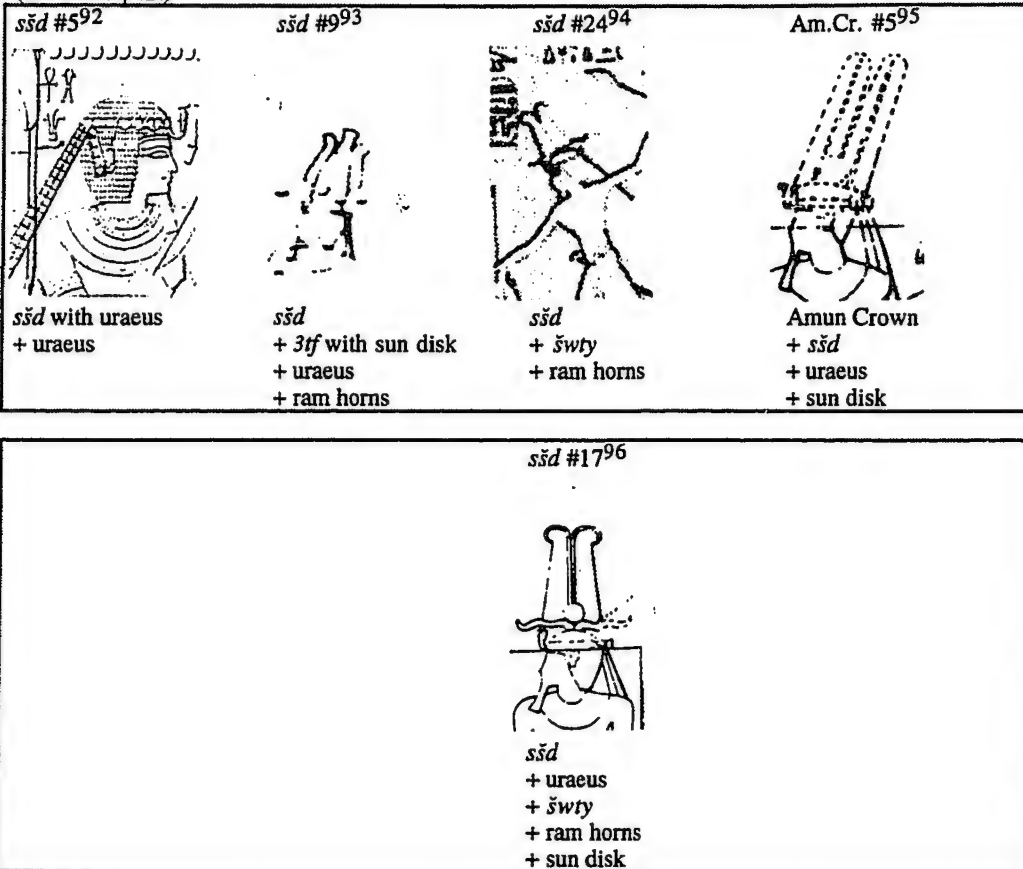 sšd #5⁹²
sšd with uraeus
+ uraeus
sšd #9⁹³
sšd
+ 3tf with sun disk
+ uraeus
+ ram horns
sšd #24⁹⁴
sšd
+ šwty
+ ram horns
Am.Cr. #5⁹⁵
Amun Crown
+ sšd
+ uraeus
+ sun disk
sšd #17⁹⁶
sšd
+ uraeus
+ šwty
+ ram horns
+ sun disk